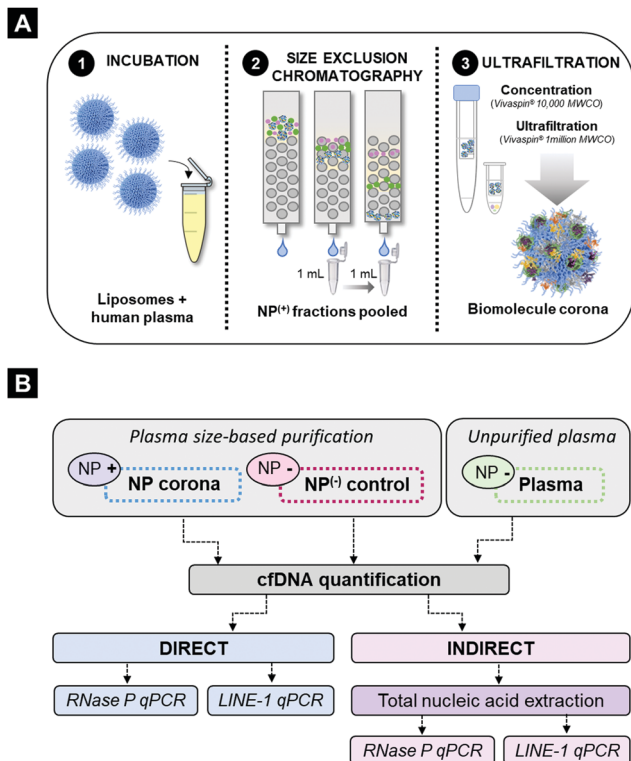 A
1 INCUBATION
Liposomes +
human plasma
2 SIZE EXCLUSION
CHROMATOGRAPHY
1 mL
1 mL
NP(+) fractions pooled
3 ULTRAFILTRATION
Concentration
(Vivaspin® 10,000 MWCO)
Ultrafiltration
(Vivaspin® 1million MWCO)
Biomolecule corona
B
Plasma size-based purification
NP +
NP corona
NP -
NP(-) control
Unpurified plasma
NP -
Plasma
cfDNA quantification
DIRECT
RNase P qPCR
LINE-1 qPCR
INDIRECT
Total nucleic acid extraction
RNase P qPCR
LINE-1 qPCR